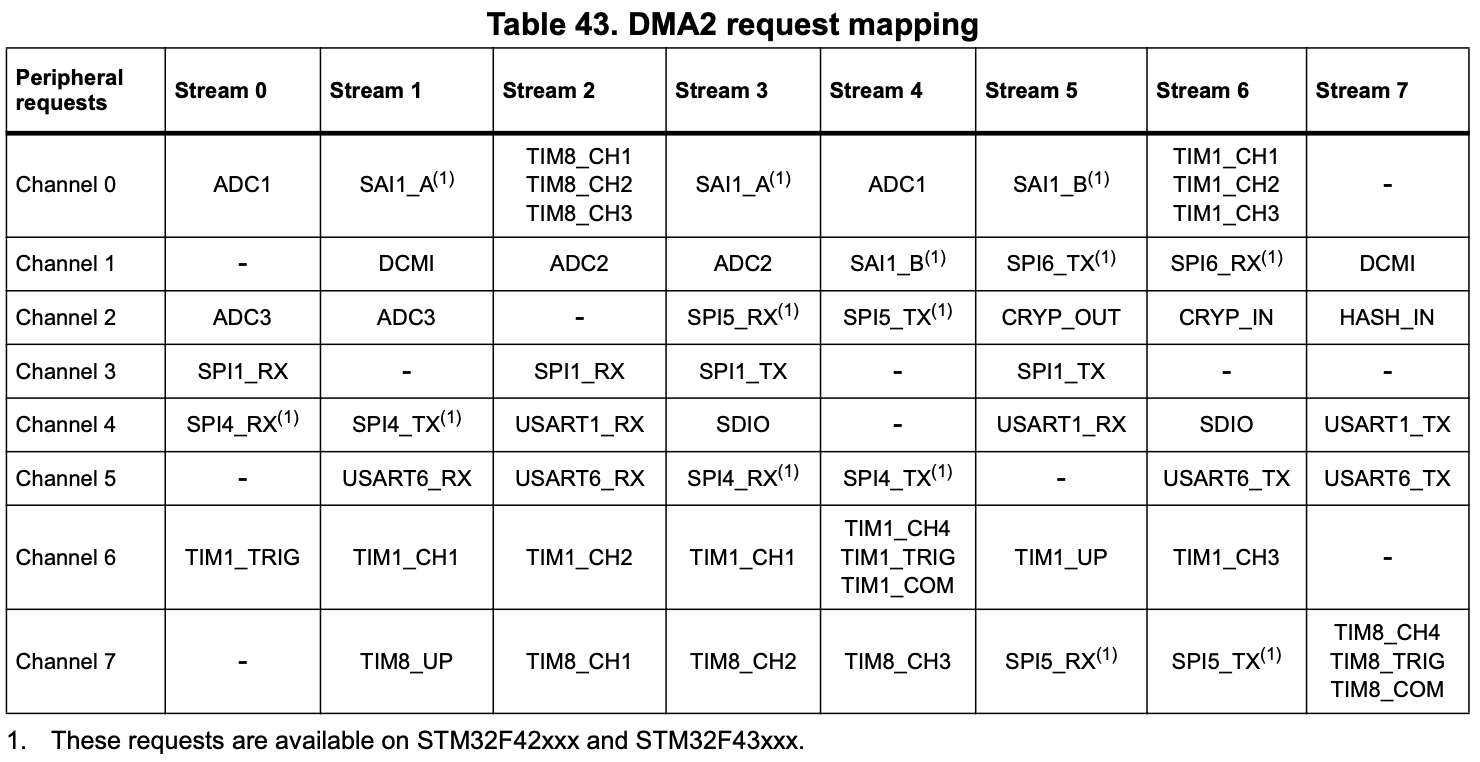 Table 43. DMA2 request mapping
Peripheral requests | Stream 0 | Stream 1 | Stream 2 | Stream 3 | Stream 4 | Stream 5 | Stream 6 | Stream 7
Channel 0 | ADC1 | SAI1_A(1) | TIM8_CH1 TIM8_CH2 TIM8_CH3 | SAI1_A(1) | ADC1 | SAI1_B(1) | TIM1_CH1 TIM1_CH2 TIM1_CH3 | -
Channel 1 | - | DCMI | ADC2 | ADC2 | SAI1_B(1) | SPI6_TX(1) | SPI6_RX(1) | DCMI
Channel 2 | ADC3 | ADC3 | - | SPI5_RX(1) | SPI5_TX(1) | CRYP_OUT | CRYP_IN | HASH_IN
Channel 3 | SPI1_RX | - | SPI1_RX | SPI1_TX | - | SPI1_TX | - | -
Channel 4 | SPI4_RX(1) | SPI4_TX(1) | USART1_RX | SDIO | - | USART1_RX | SDIO | USART1_TX
Channel 5 | - | USART6_RX | USART6_RX | SPI4_RX(1) | SPI4_TX(1) | - | USART6_TX | USART6_TX
Channel 6 | TIM1_TRIG | TIM1_CH1 | TIM1_CH2 | TIM1_CH1 | TIM1_CH4 TIM1_TRIG TIM1_COM | TIM1_UP | TIM1_CH3 | -
Channel 7 | - | TIM8_UP | TIM8_CH1 | TIM8_CH2 | TIM8_CH3 | SPI5_RX(1) | SPI5_TX(1) | TIM8_CH4 TIM8_TRIG TIM8_COM
1. These requests are available on STM32F42xxx and STM32F43xxx.